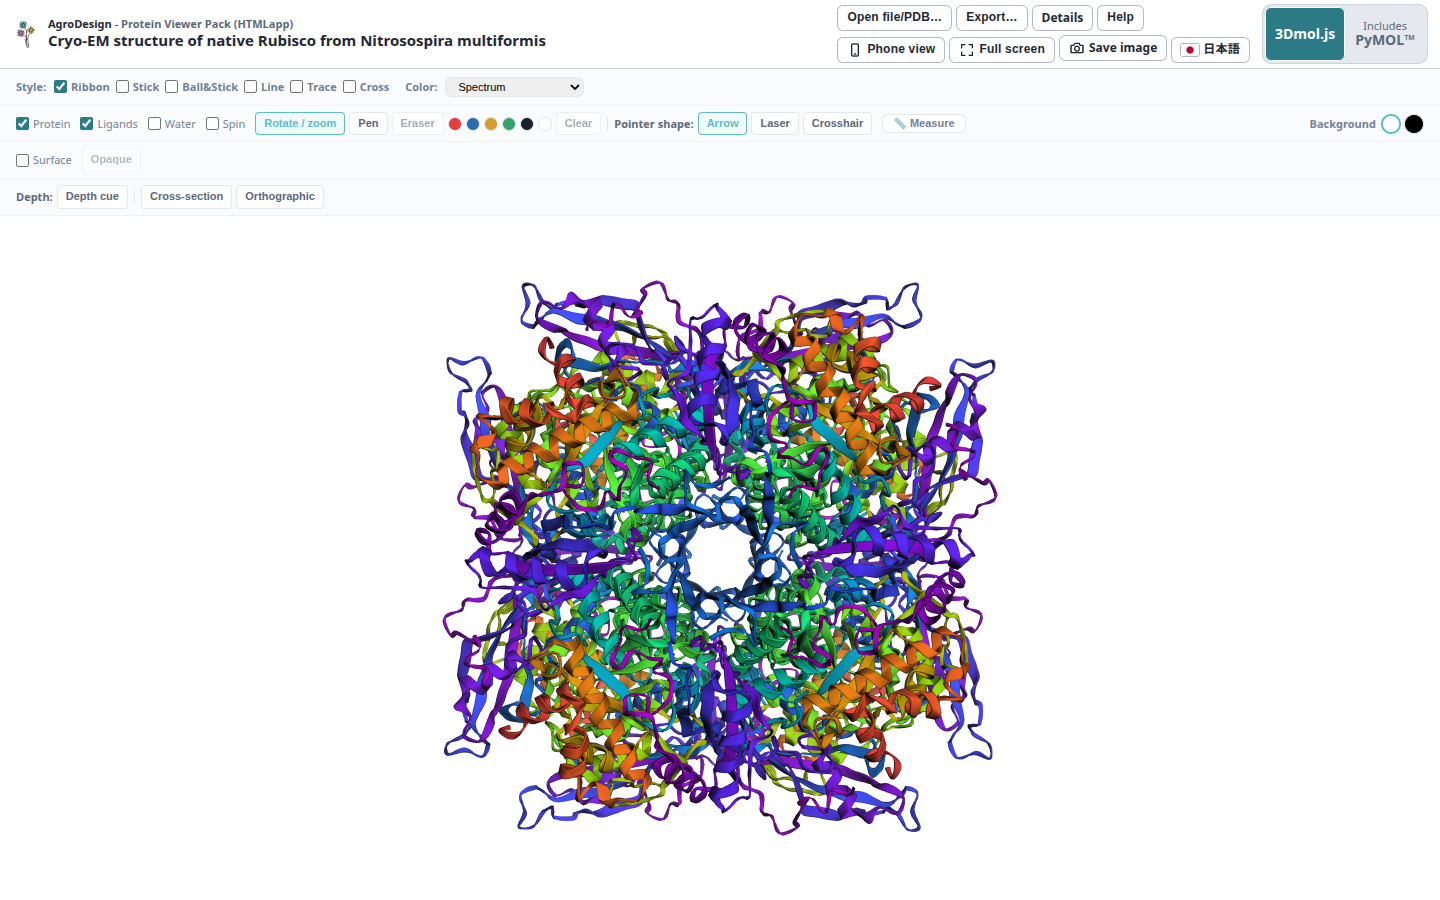 AgroDesign - Protein Viewer Pack (HTMLapp)
Cryo-EM structure of native Rubisco from Nitrosospira multiformis
Open file/PDB... Export... Details Help
Phone view Full screen Save image 日本語
3Dmol.js
Includes
PyMOL™
Style: Ribbon Stick Ball&Stick Line Trace Cross Color: Spectrum
Protein Ligands Water Spin Rotate / zoom Pen Eraser Clear Pointer shape: Arrow Laser Crosshair Measure Background
Surface Opaque
Depth: Depth cue Cross-section Orthographic